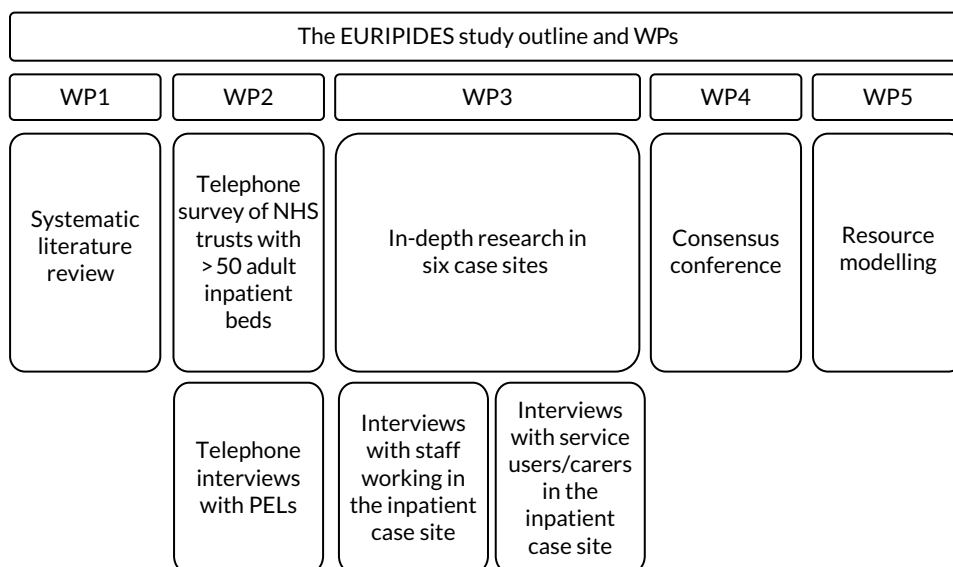 The EURIPIDES study outline and WPs
WP1
WP2
WP3
WP4
WP5
Systematic
literature
review
Telephone
survey of NHS
trusts with
>50 adult
inpatient
beds
In-depth research in
six case sites
Consensus
conference
Resource
modelling
Telephone
interviews
with PELs
Interviews
with staff
working in
the inpatient
case site
Interviews
with service
users/carers
in the
inpatient
case site